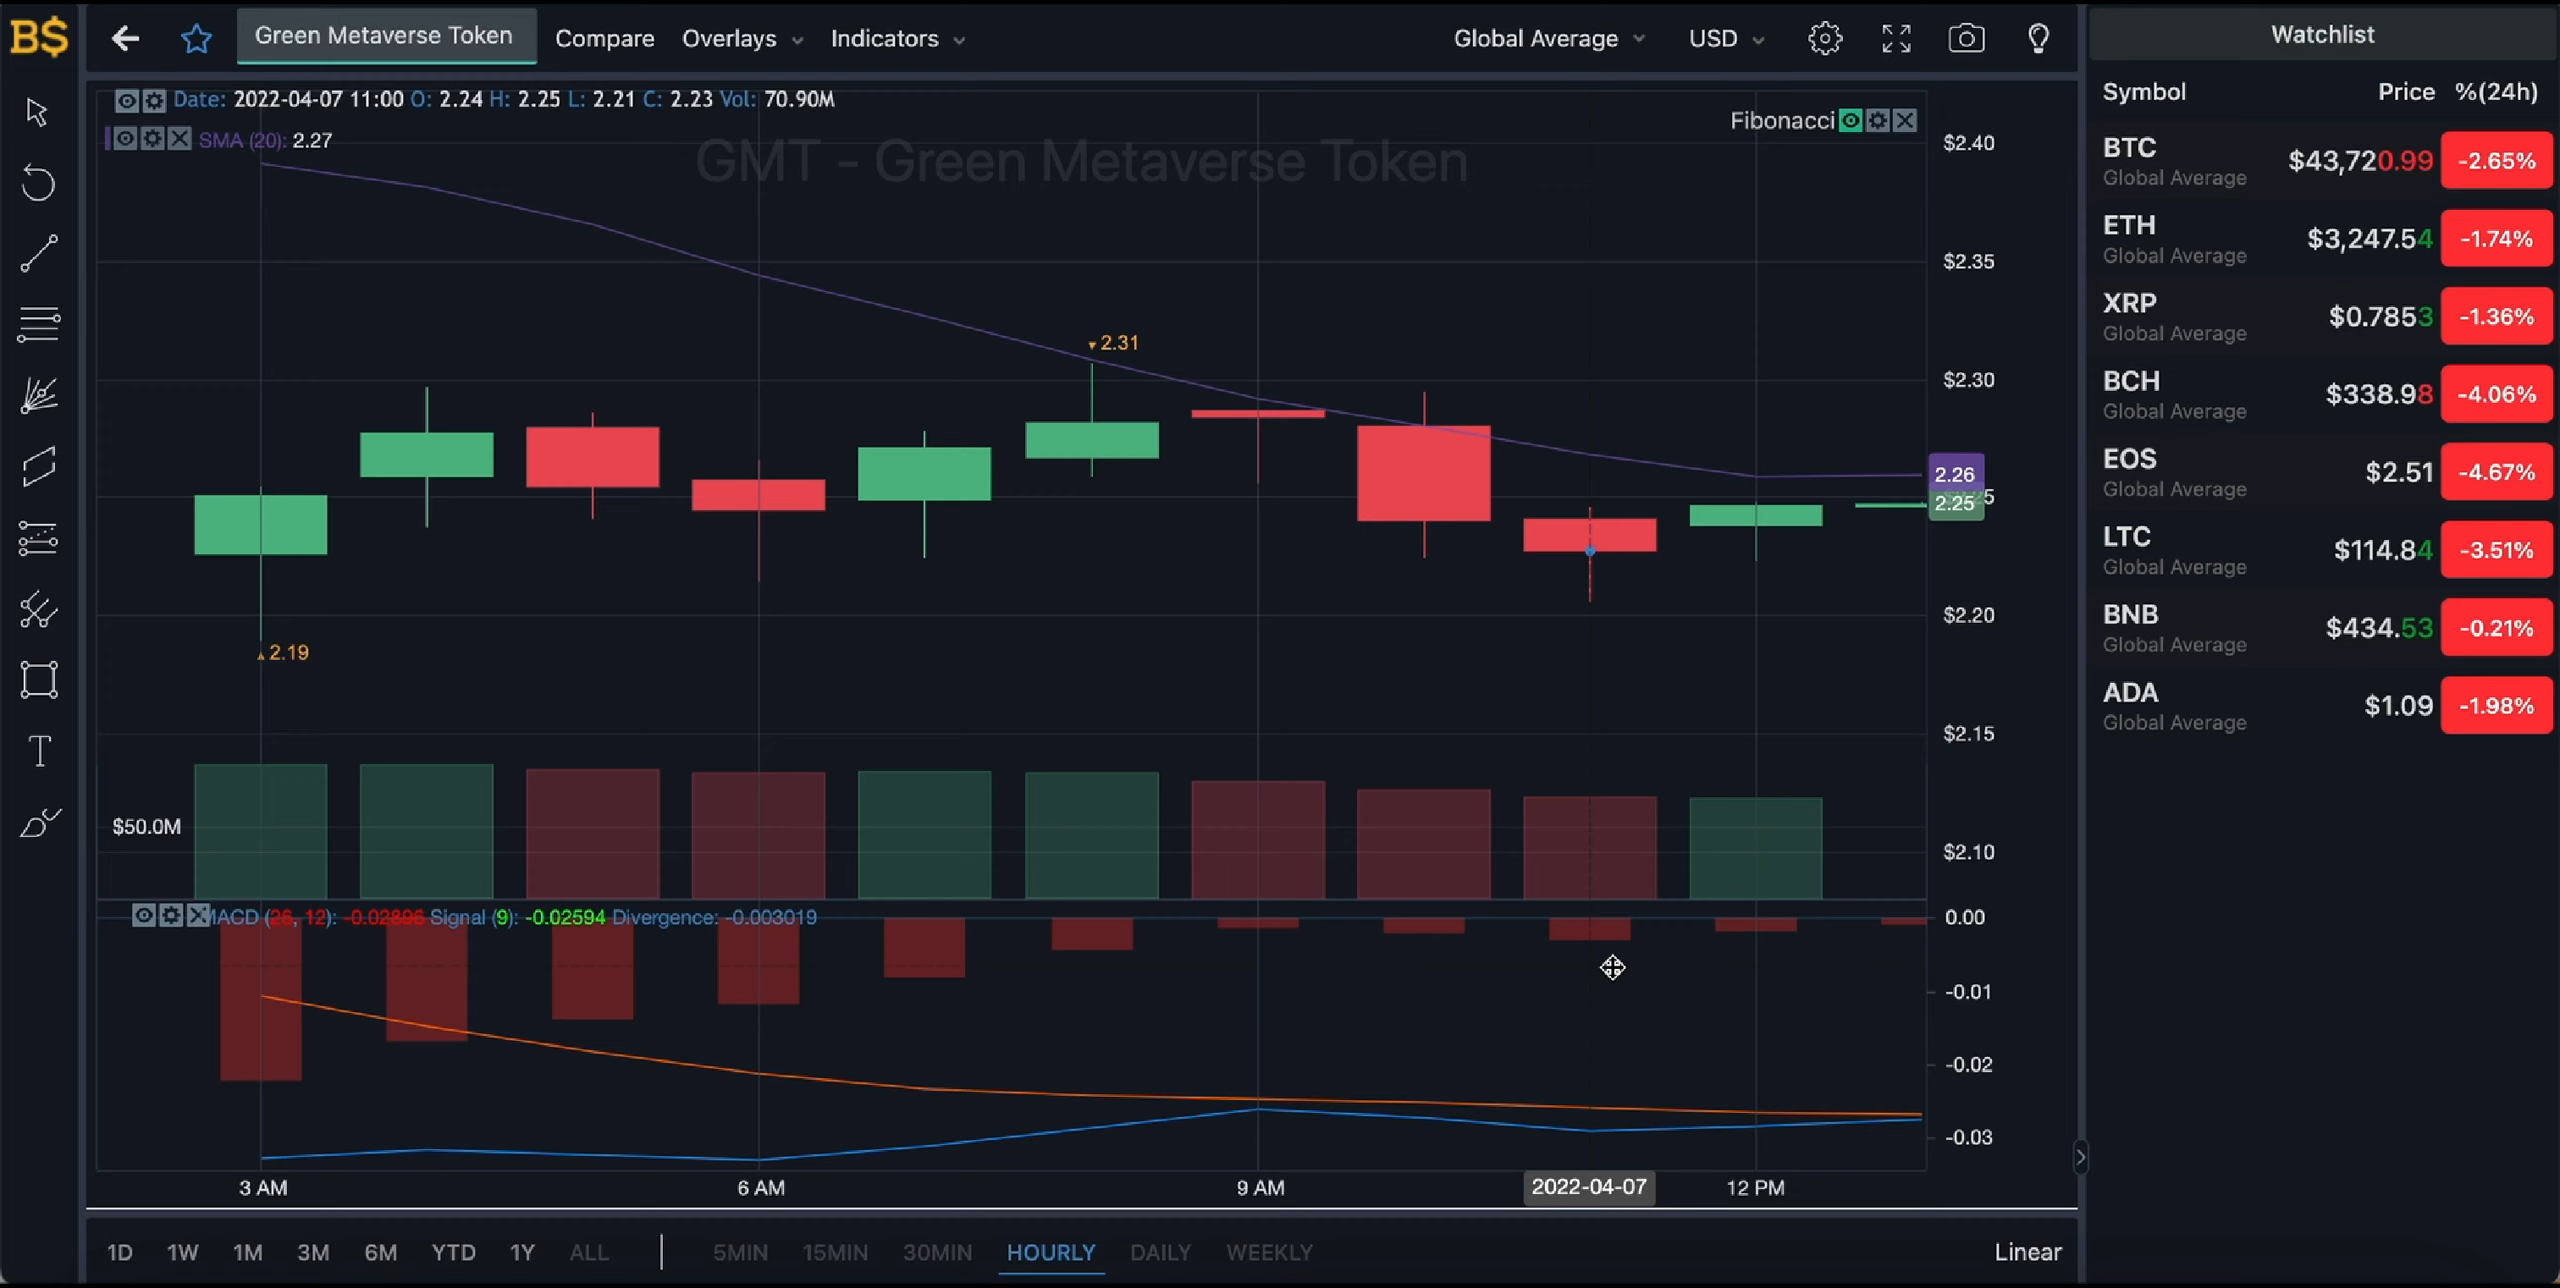 B$
Green Metaverse Token Compare Overlays Indicators Global Average USD
Date: 2022-04-07 11:00 O: 2.24 H: 2.25 L: 2.21 C: 2.23 Vol: 70.90M
SMA (20): 2.27
Fibonacci
GMT - Green Metaverse Token
$2.40
$2.35
2.31
$2.30
2.26
2.25
$2.20
2.19
$2.15
$50.0M
$2.10
MACD (26, 12): -0.02896 Signal (9): -0.02594 Divergence: -0.003019
0.00
-0.01
-0.02
-0.03
3 AM 6 AM 9 AM 2022-04-07 12 PM
1D 1W 1M 3M 6M YTD 1Y ALL 5MIN 15MIN 30MIN HOURLY DAILY WEEKLY Linear
Watchlist
Symbol Price %(24h)
BTC $43,720.99 -2.65%
Global Average
ETH $3,247.54 -1.74%
Global Average
XRP $0.7853 -1.36%
Global Average
BCH $338.98 -4.06%
Global Average
EOS $2.51 -4.67%
Global Average
LTC $114.84 -3.51%
Global Average
BNB $434.53 -0.21%
Global Average
ADA $1.09 -1.98%
Global Average